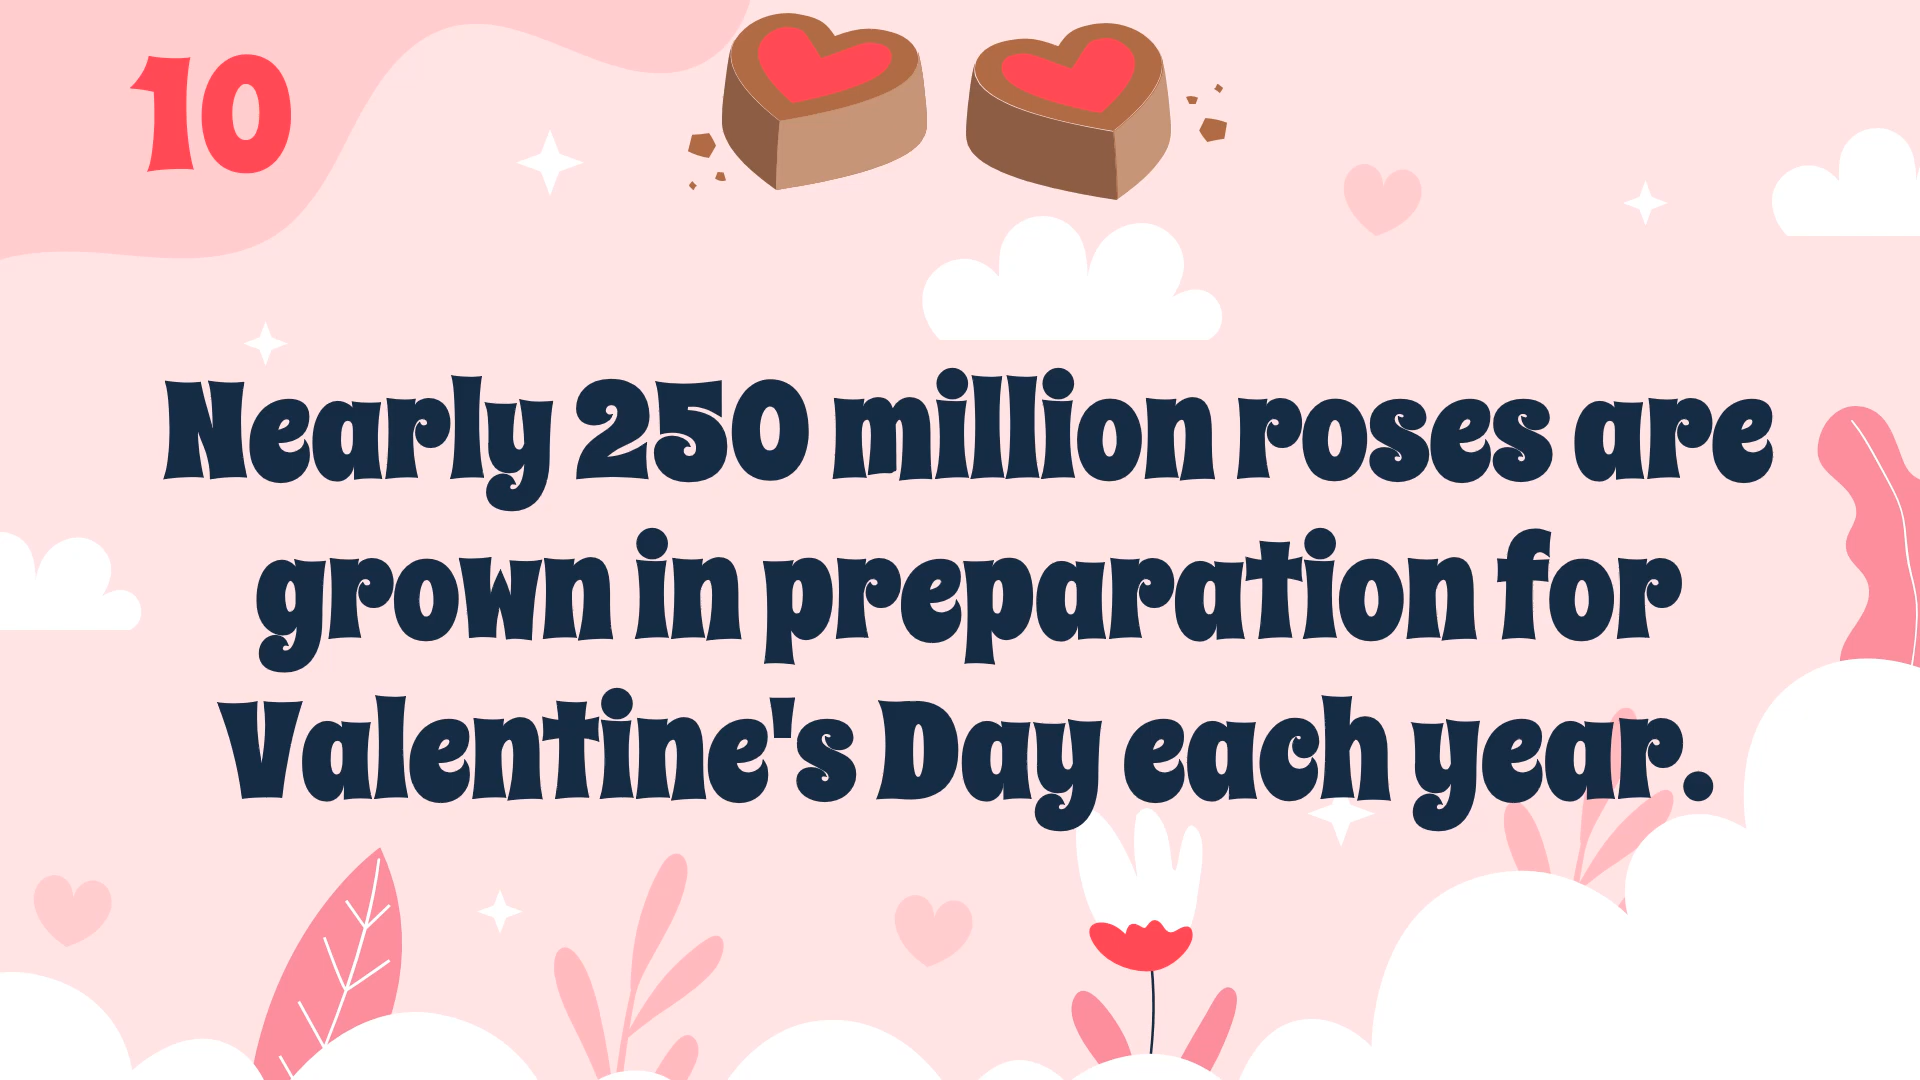 10
Nearly 250 million roses are
grown in preparation for
Valentine's Day each year.